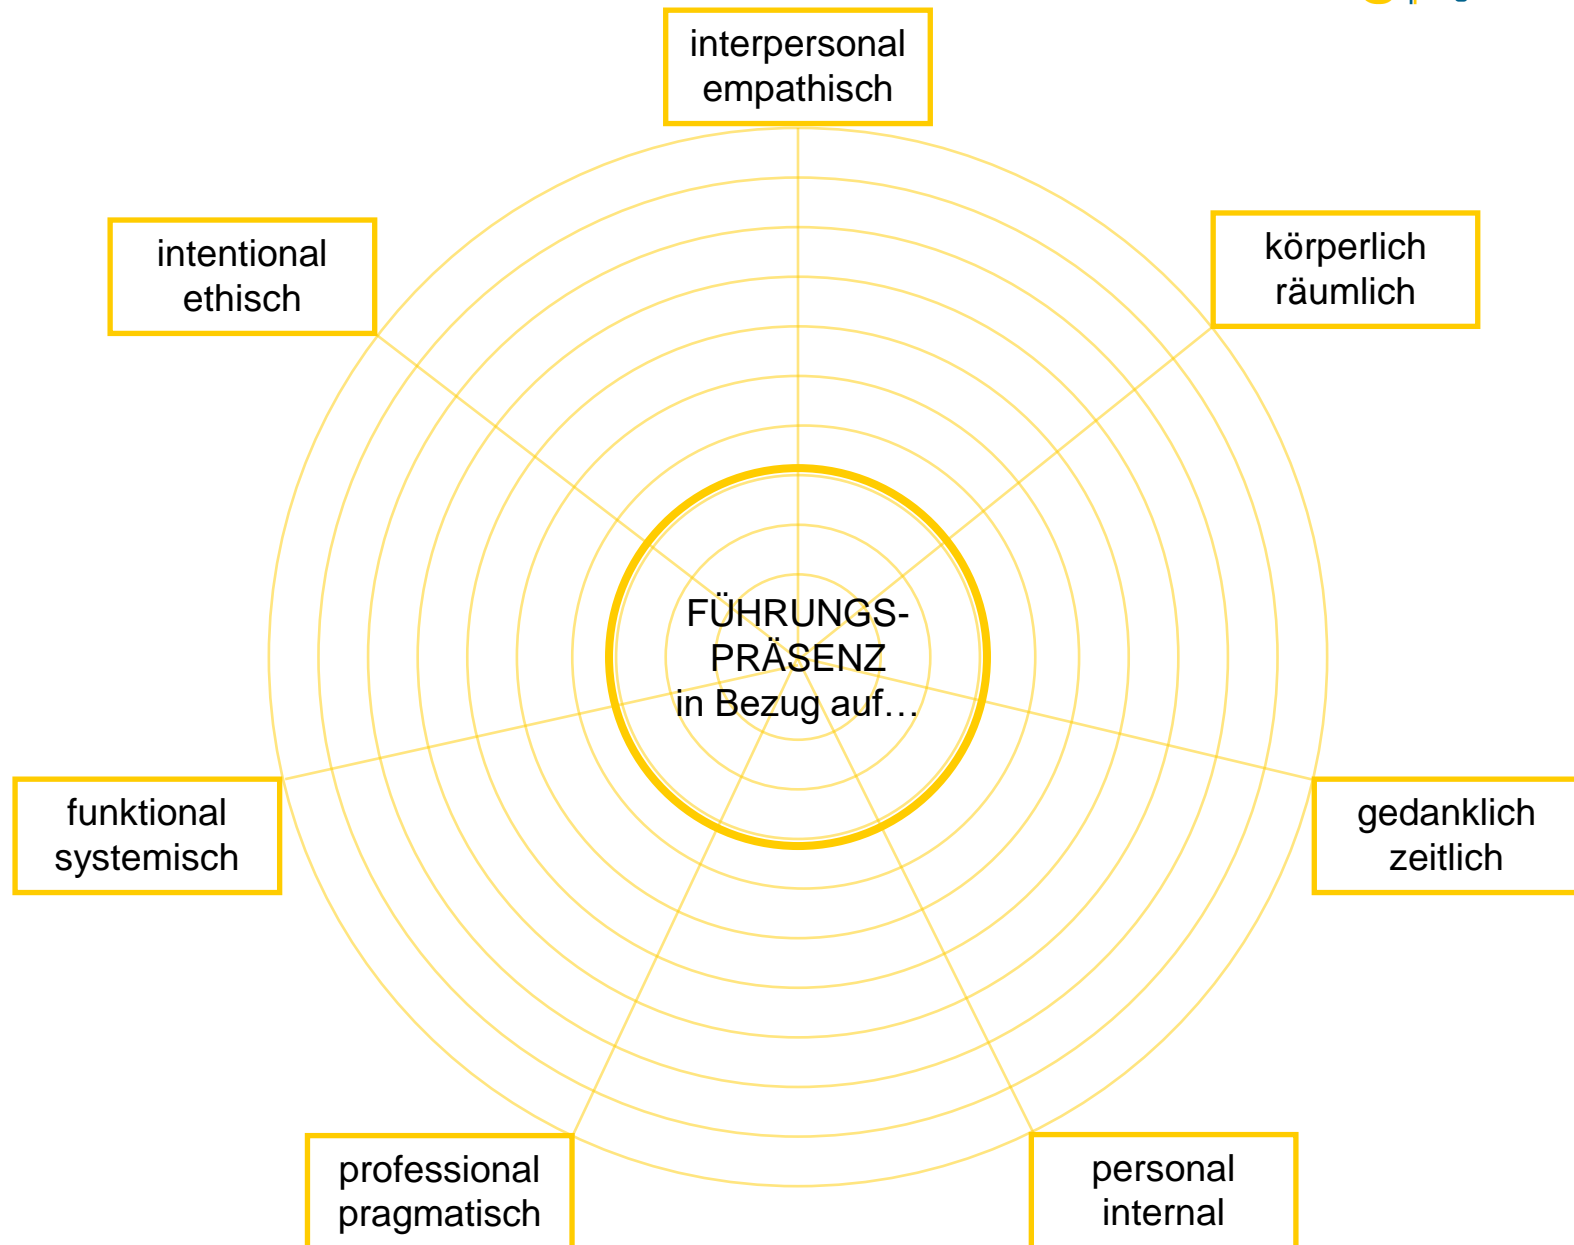 interpersonal
empathisch
intentional
ethisch
körperlich
räumlich
FÜHRUNGS-
PRÄSENZ
in Bezug auf…
funktional
systemisch
gedanklich
zeitlich
professional
pragmatisch
personal
internal